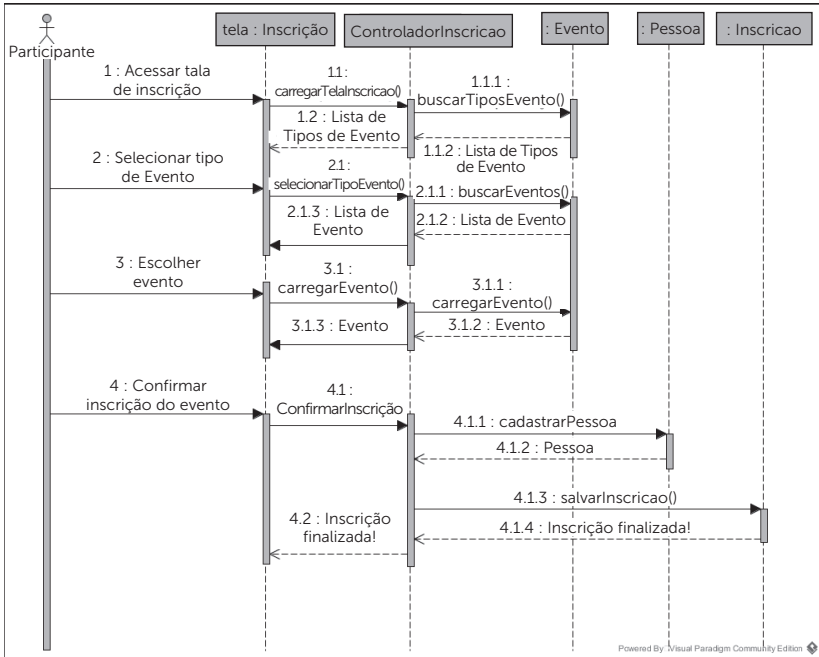 Participante
tela : Inscrição
ControladorInscricao
: Evento
: Pessoa
: Inscricao
1 : Acessar tala
de inscrição
1.1 :
carregarTelaInscricao()
1.1.1 :
buscarTiposEvento()
1.2 : Lista de
Tipos de Evento
1.1.2 : Lista de Tipos
de Evento
2 : Selecionar tipo
de Evento
2.1 :
selecionarTipoEvento()
2.1.1 : buscarEventos()
2.1.3 : Lista de
Evento
2.1.2 : Lista de Evento
3 : Escolher
evento
3.1 :
carregarEvento()
3.1.1 :
carregarEvento()
3.1.3 : Evento
3.1.2 : Evento
4 : Confirmar
inscrição do evento
4.1 :
ConfirmarInscrição
4.1.1 : cadastrarPessoa
4.1.2 : Pessoa
4.1.3 : salvarInscricao()
4.2 : Inscrição
finalizada!
4.1.4 : Inscrição finalizada!
Powered By Visual Paradigm Community Edition